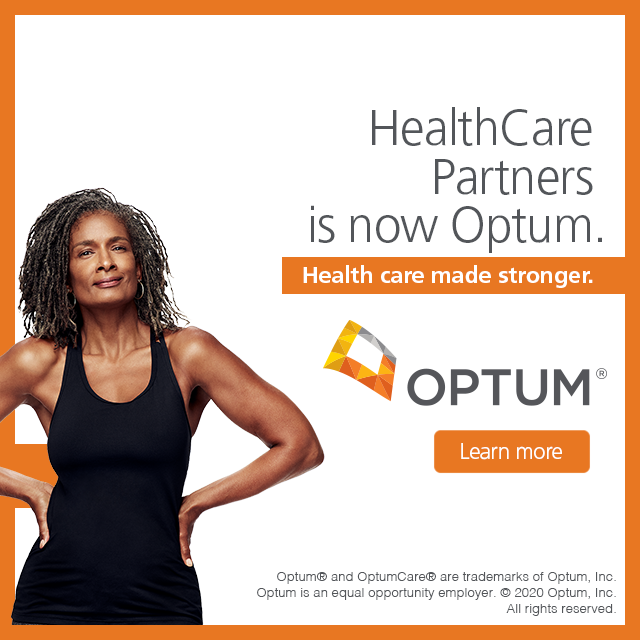 HealthCare
Partners
is now Optum.
Health care made stronger.
OPTUM®
Learn more
Optum® and OptumCare® are trademarks of Optum, Inc.
Optum is an equal opportunity employer. © 2020 Optum, Inc.
All rights reserved.